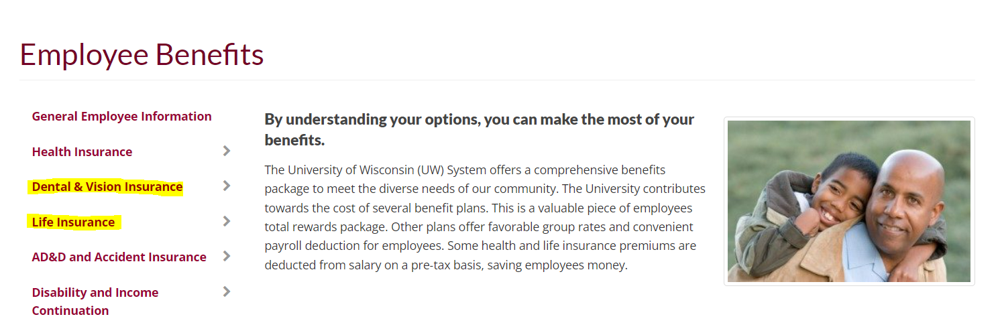 Employee Benefits
General Employee Information
Health Insurance
Dental & Vision Insurance
Life Insurance
AD&D and Accident Insurance
Disability and Income
Continuation
By understanding your options, you can make the most of your
benefits.
The University of Wisconsin (UW) System offers a comprehensive benefits
package to meet the diverse needs of our community. The University contributes
towards the cost of several benefit plans. This is a valuable piece of employees
total rewards package. Other plans offer favorable group rates and convenient
payroll deduction for employees. Some health and life insurance premiums are
deducted from salary on a pre-tax basis, saving employees money.